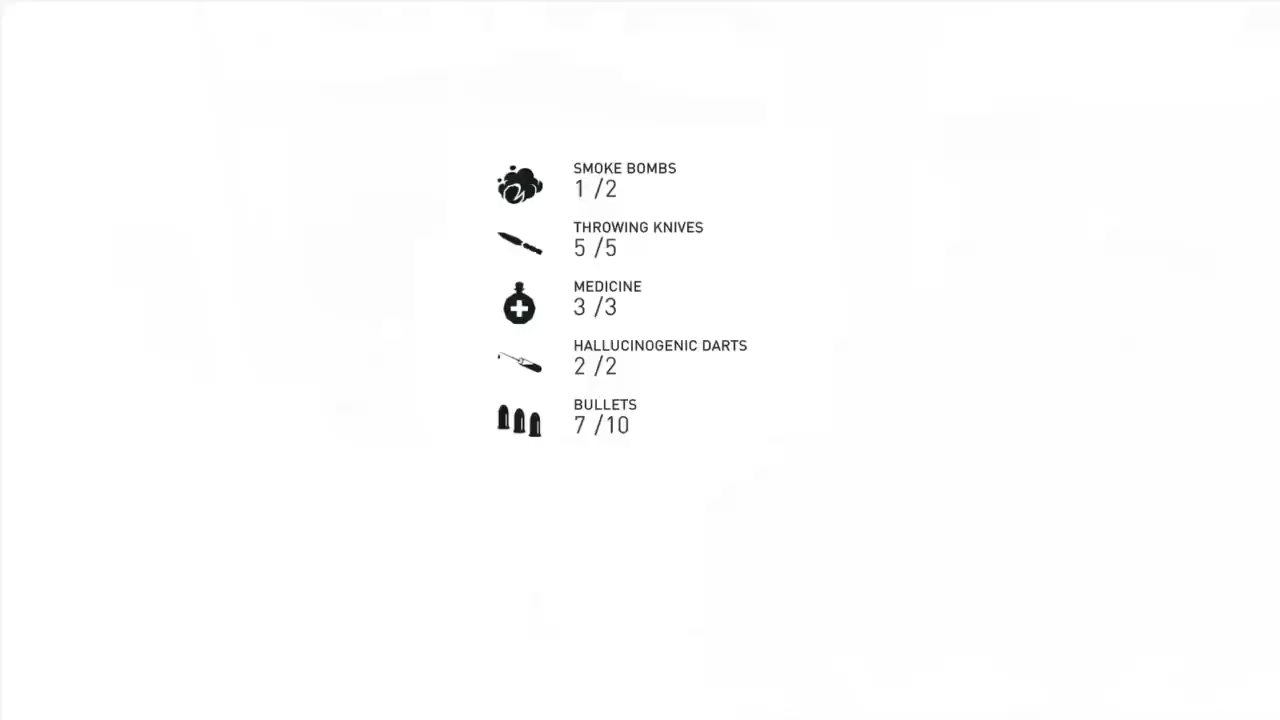 SMOKE BOMBS
1 /2
THROWING KNIVES
5 /5
MEDICINE
3 /3
HALLUCINOGENIC DARTS
2 /2
BULLETS
7 /10